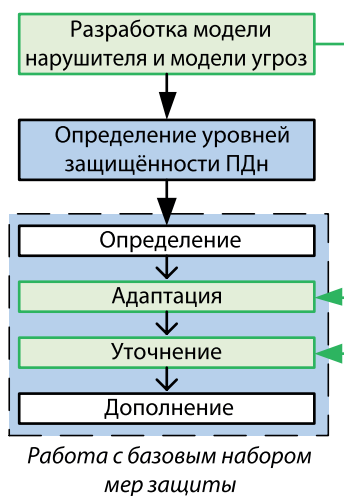 Разработка модели
нарушителя и модели угроз
Определение уровней
защищённости ПДн
Определение
Адаптация
Уточнение
Дополнение
Работа с базовым набором
мер защиты